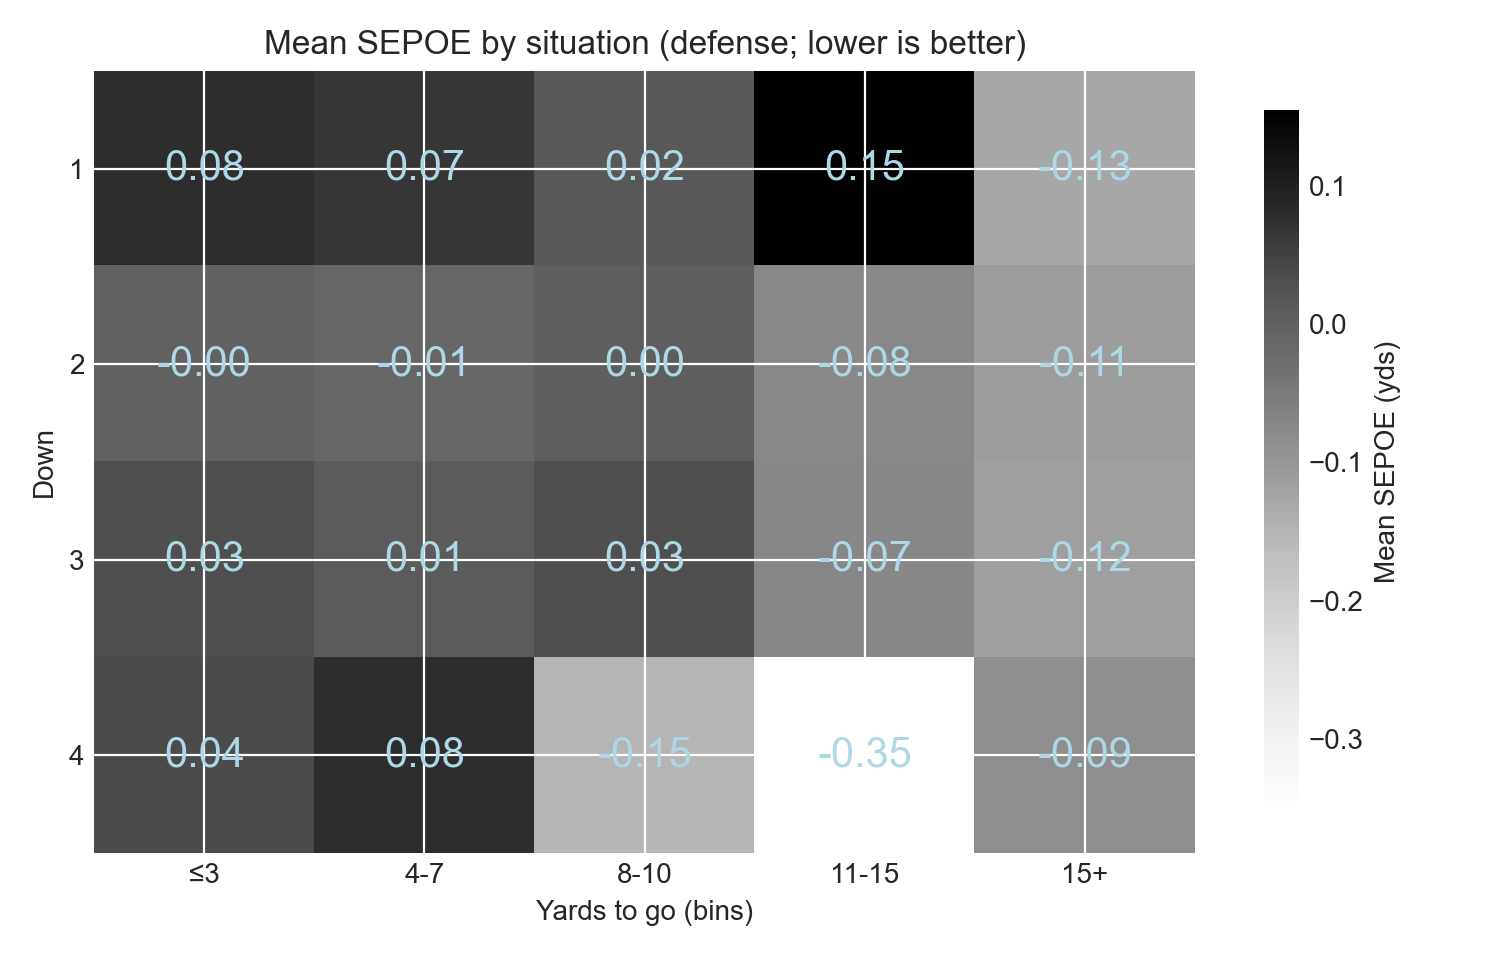 Mean SEPOE by situation (defense; lower is better)
1 0.08 0.07 0.02 0.15 -0.13
2 -0.00 -0.01 0.00 -0.08 -0.11
3 0.03 0.01 0.03 -0.07 -0.12
4 0.04 0.08 -0.15 -0.35 -0.09
≤3 4-7 8-10 11-15 15+
Yards to go (bins)
Down
0.1
0.0
−0.1
−0.2
−0.3
Mean SEPOE (yds)